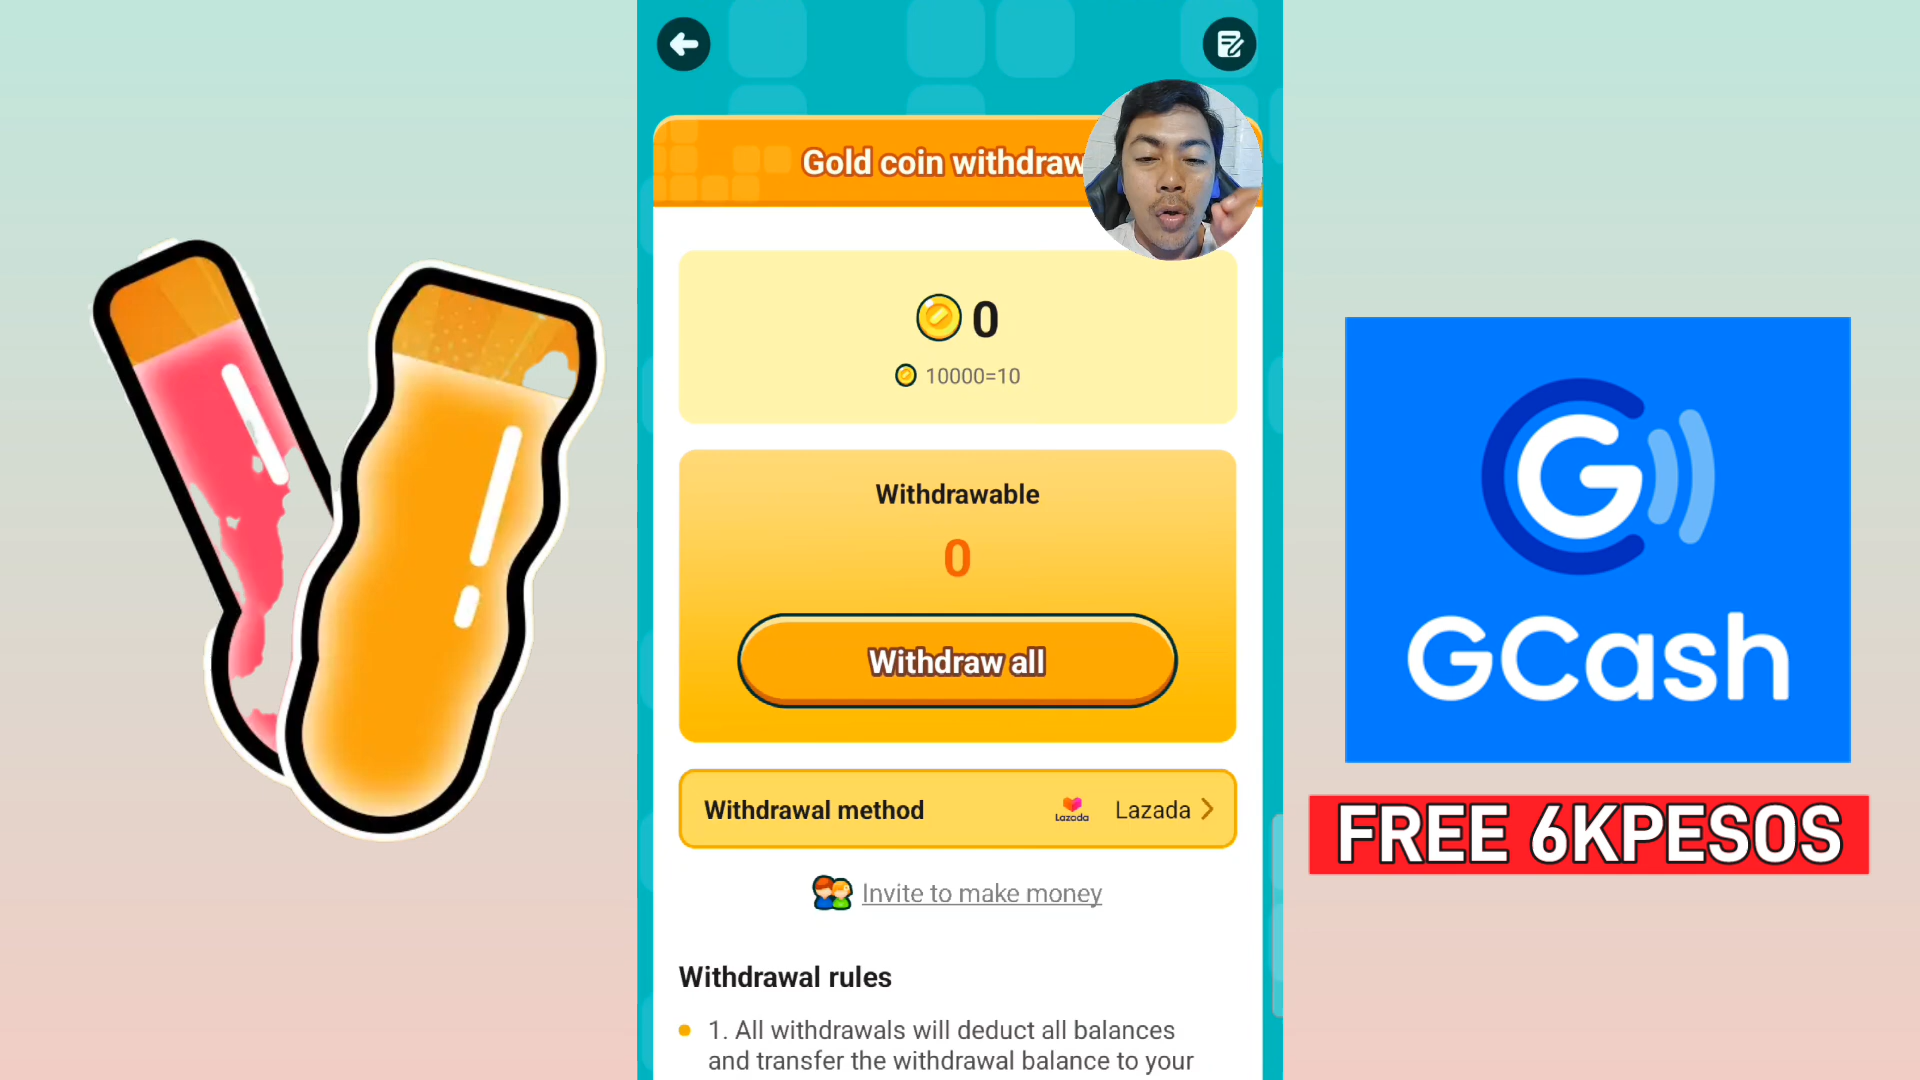 Gold coin withdraw
0
10000=10
Withdrawable
0
Withdraw all
Withdrawal method
Lazada
Lazada
Invite to make money
Withdrawal rules
1. All withdrawals will deduct all balances
and transfer the withdrawal balance to your
G
GCash
FREE 6KPESOS